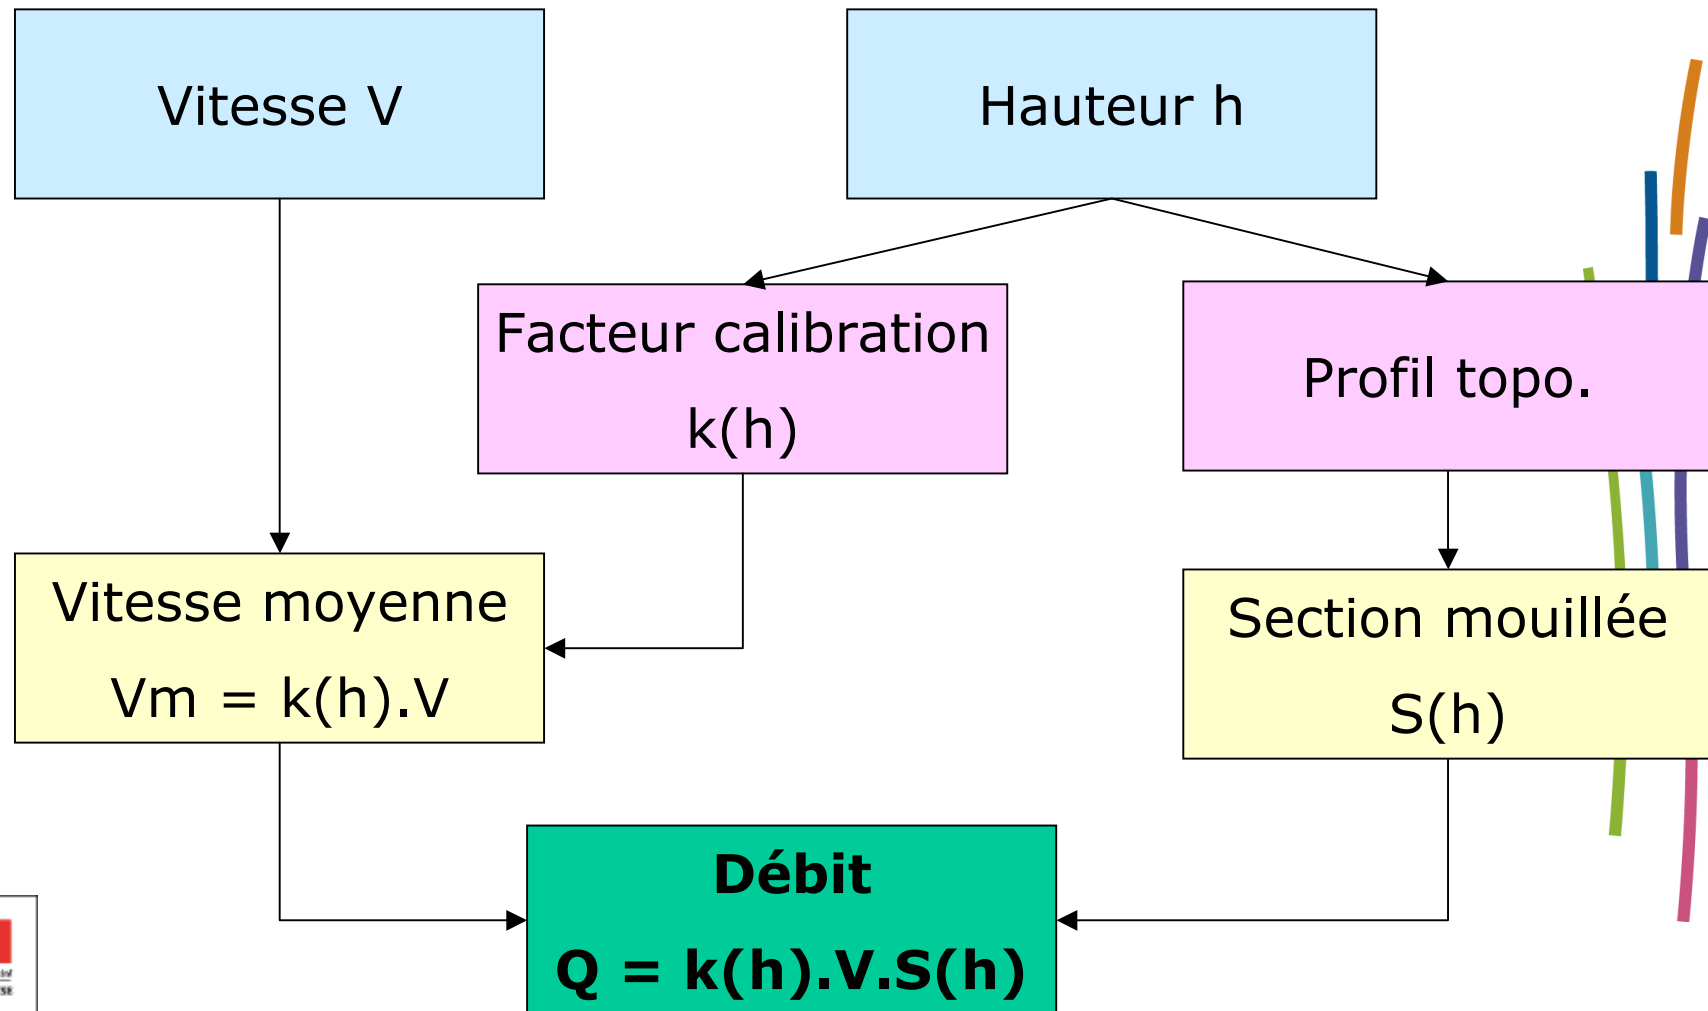 Vitesse V
Hauteur h
Facteur calibration
k(h)
Profil topo.
Vitesse moyenne
Vm = k(h).V
Section mouillée
S(h)
Débit
Q = k(h).V.S(h)